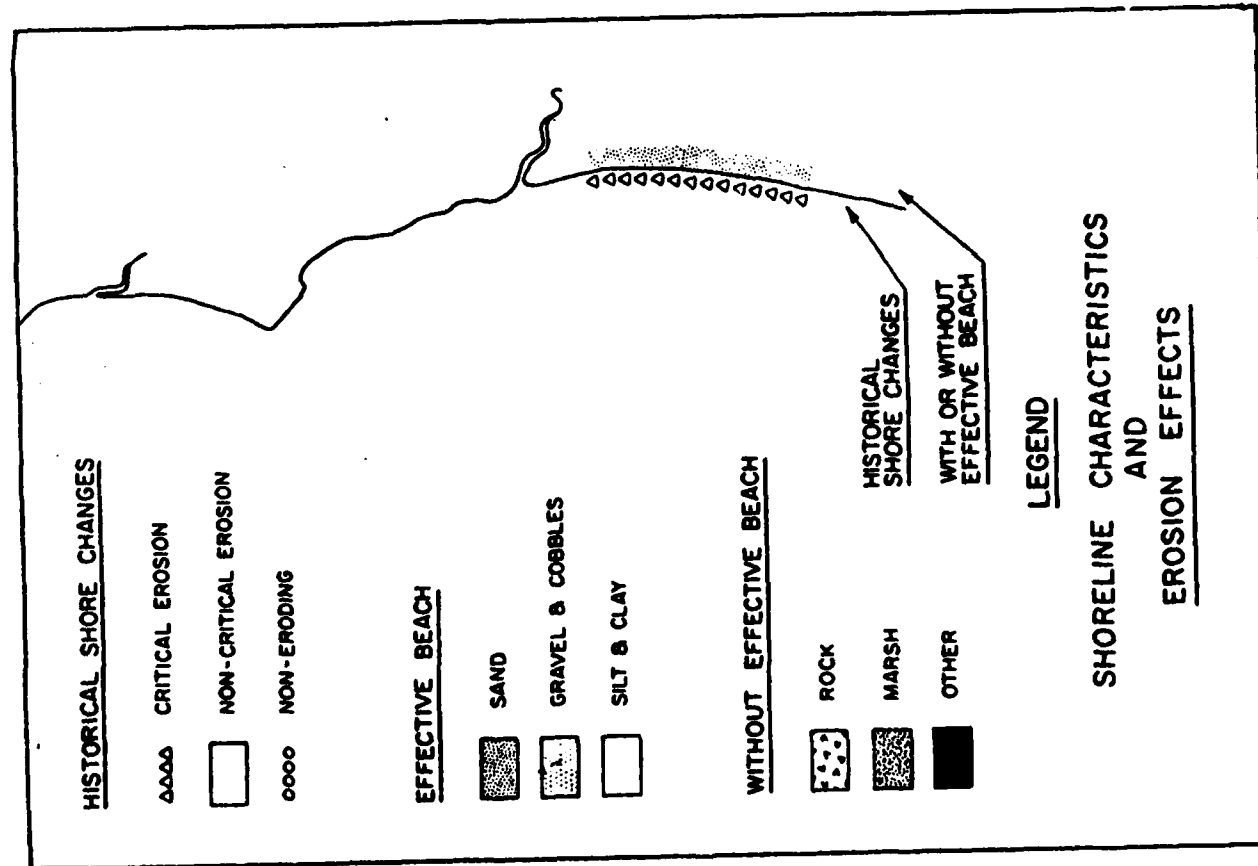 HISTORICAL SHORE CHANGES
CRITICAL EROSION
NON-CRITICAL EROSION
NON-ERODING
EFFECTIVE BEACH
SAND
GRAVEL & COBBLES
SILT & CLAY
WITHOUT EFFECTIVE BEACH
ROCK
MARSH
OTHER
HISTORICAL
SHORE CHANGES
WITH OR WITHOUT
EFFECTIVE BEACH
LEGEND
SHORELINE CHARACTERISTICS
AND
EROSION EFFECTS